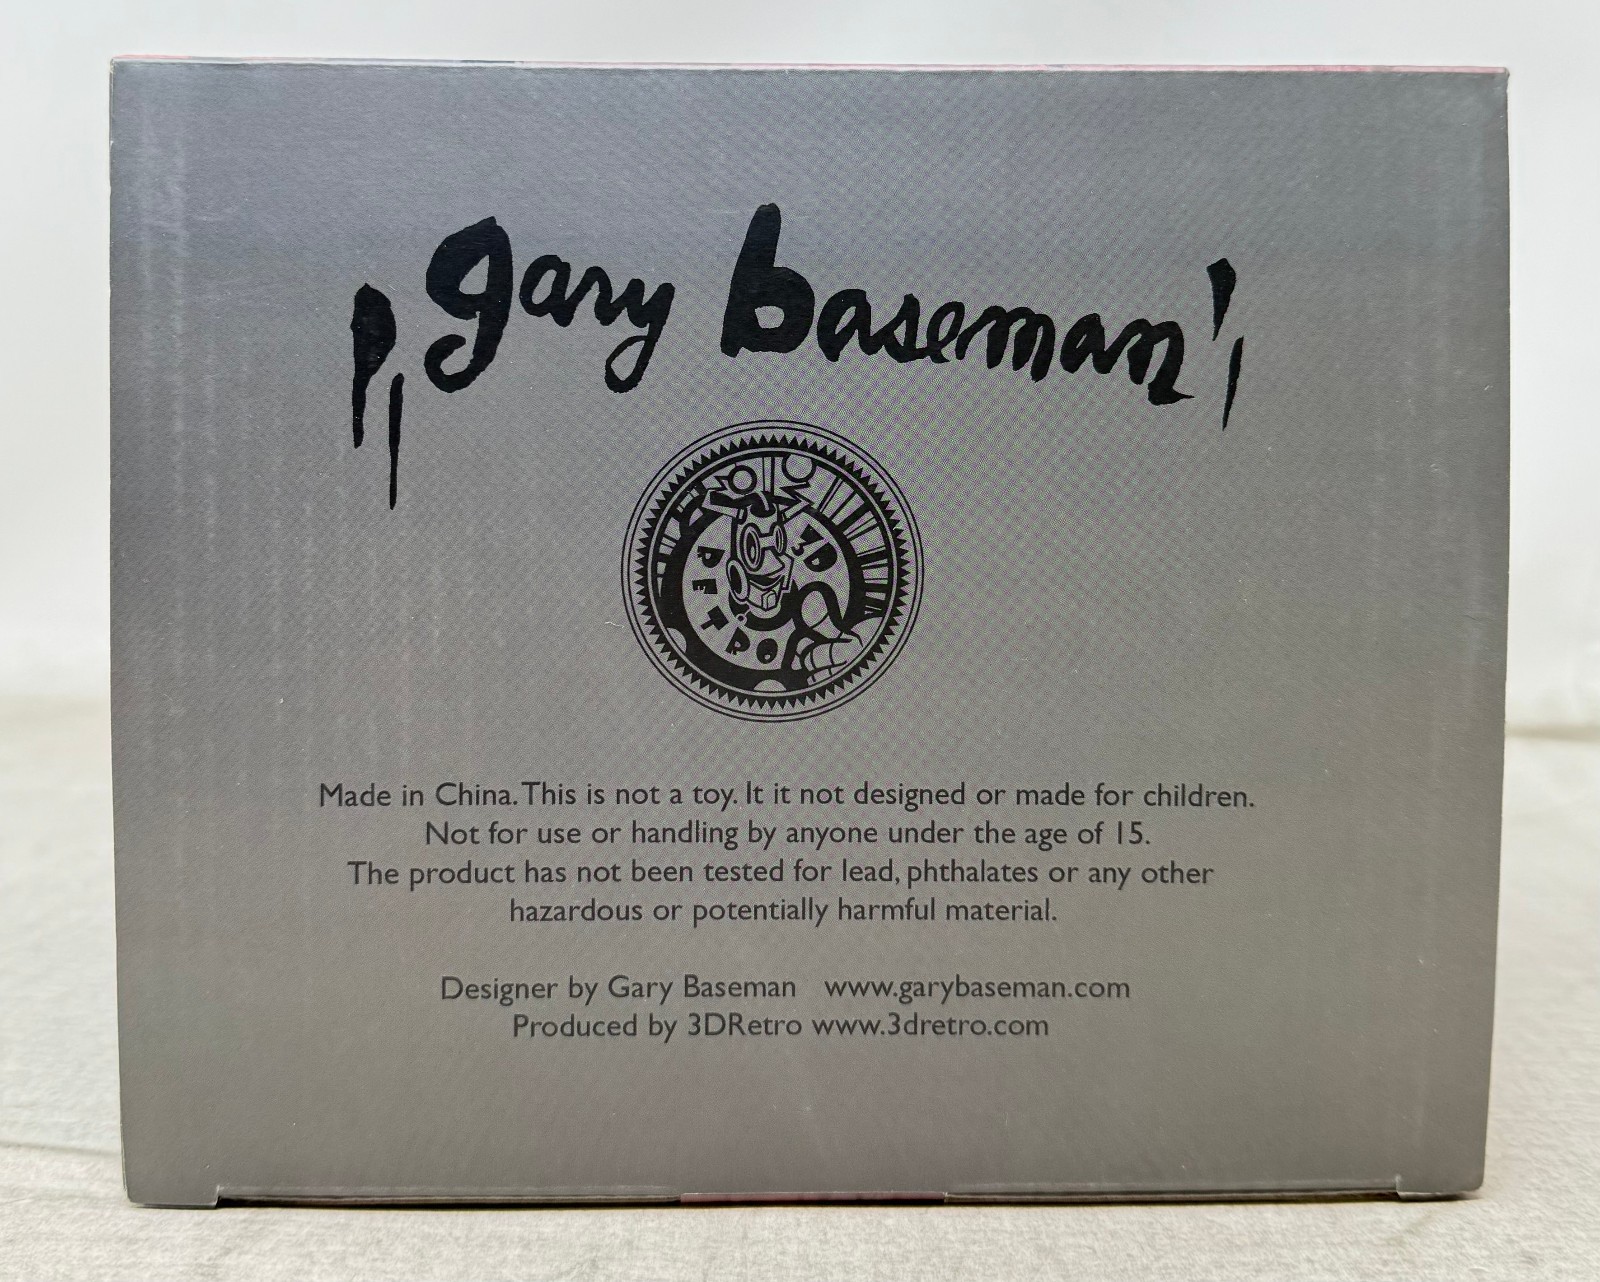 gary baseman
3D
RETRO
Made in China. This is not a toy. It it not designed or made for children.
Not for use or handling by anyone under the age of 15.
The product has not been tested for lead, phthalates or any other
hazardous or potentially harmful material.
Designer by Gary Baseman www.garybaseman.com
Produced by 3DRetro www.3dretro.com